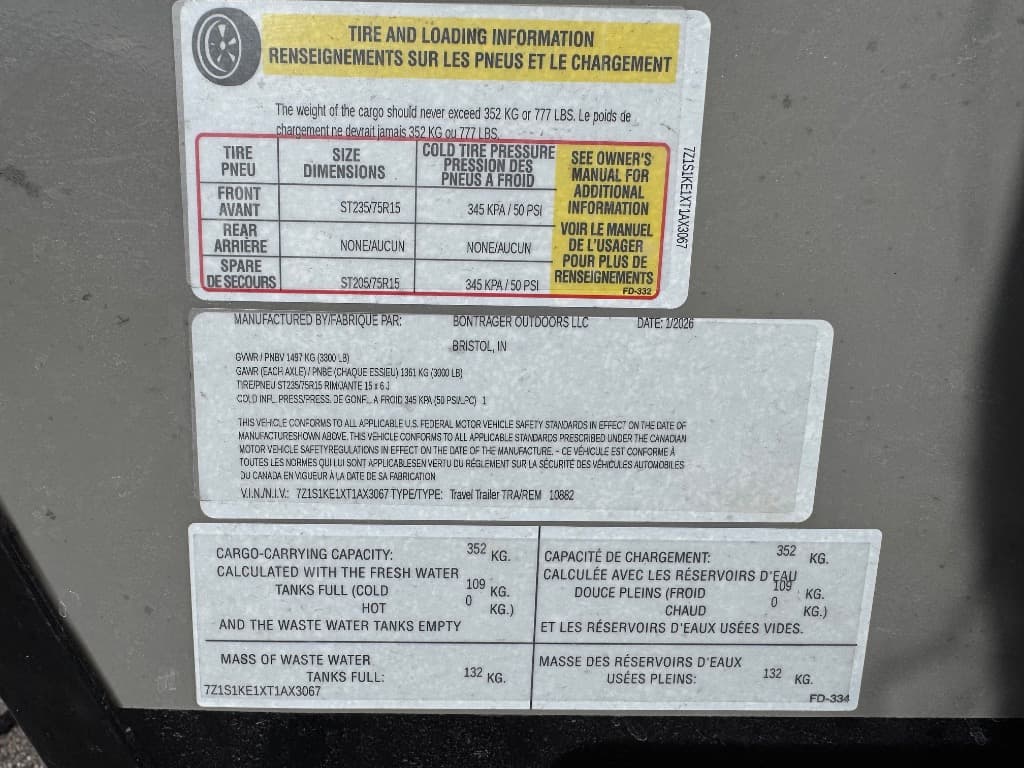 TIRE AND LOADING INFORMATION
RENSEIGNEMENTS SUR LES PNEUS ET LE CHARGEMENT
The weight of the cargo should never exceed 352 KG or 777 LBS. Le poids de
chargement ne devrait jamais 352 KG ou 777 LBS.
TIRE PNEU SIZE DIMENSIONS COLD TIRE PRESSURE PRESSION DES PNEUS A FROID
FRONT AVANT ST235/75R15 345 KPA / 50 PSI
REAR ARRIÈRE NONE/AUCUN NONE/AUCUN
SPARE DE SECOURS ST205/75R15 345 KPA / 50 PSI
SEE OWNER'S
MANUAL FOR
ADDITIONAL
INFORMATION
VOIR LE MANUEL
DE L'USAGER
POUR PLUS DE
RENSEIGNEMENTS
FD-332
7Z1S1KE1XT1AX3067
MANUFACTURED BY/FABRIQUE PAR: BONTRAGER OUTDOORS LLC DATE: 1/2026
BRISTOL, IN
GVWR / PNBV 1497 KG (3300 LB)
GAWR (EACH AXLE) / PNBE (CHAQUE ESSIEU) 1361 KG (3000 LB)
TIRE/PNEU ST235/75R15 RIM/JANTE 15 x 6 J
COLD INFL. PRESS/PRESS. DE GONFL. A FROID 345 KPA (50 PSI/LPC) 1
THIS VEHICLE CONFORMS TO ALL APPLICABLE U.S. FEDERAL MOTOR VEHICLE SAFETY STANDARDS IN EFFECT ON THE DATE OF
MANUFACTURESHOWN ABOVE. THIS VEHICLE CONFORMS TO ALL APPLICABLE STANDARDS PRESCRIBED UNDER THE CANADIAN
MOTOR VEHICLE SAFETYREGULATIONS IN EFFECT ON THE DATE OF THE MANUFACTURE. - CE VÉHICULE EST CONFORME À
TOUTES LES NORMES QUI LUI SONT APPLICABLESEN VERTU DU RÈGLEMENT SUR LA SÉCURITÉ DES VÉHICULES AUTOMOBILES
DU CANADA EN VIGUEUR À LA DATE DE SA FABRICATION
V.I.N./N.I.V.: 7Z1S1KE1XT1AX3067 TYPE/TYPE: Travel Trailer TRA/REM 10882
CARGO-CARRYING CAPACITY: 352 KG.
CALCULATED WITH THE FRESH WATER
TANKS FULL (COLD 109 KG.
HOT 0 KG.)
AND THE WASTE WATER TANKS EMPTY
CAPACITÉ DE CHARGEMENT: 352 KG.
CALCULÉE AVEC LES RÉSERVOIRS D'EAU
DOUCE PLEINS (FROID 109 KG.
CHAUD 0 KG.)
ET LES RÉSERVOIRS D'EAUX USÉES VIDES.
MASS OF WASTE WATER
TANKS FULL: 132 KG.
7Z1S1KE1XT1AX3067
MASSE DES RÉSERVOIRS D'EAUX
USÉES PLEINS: 132 KG.
FD-334